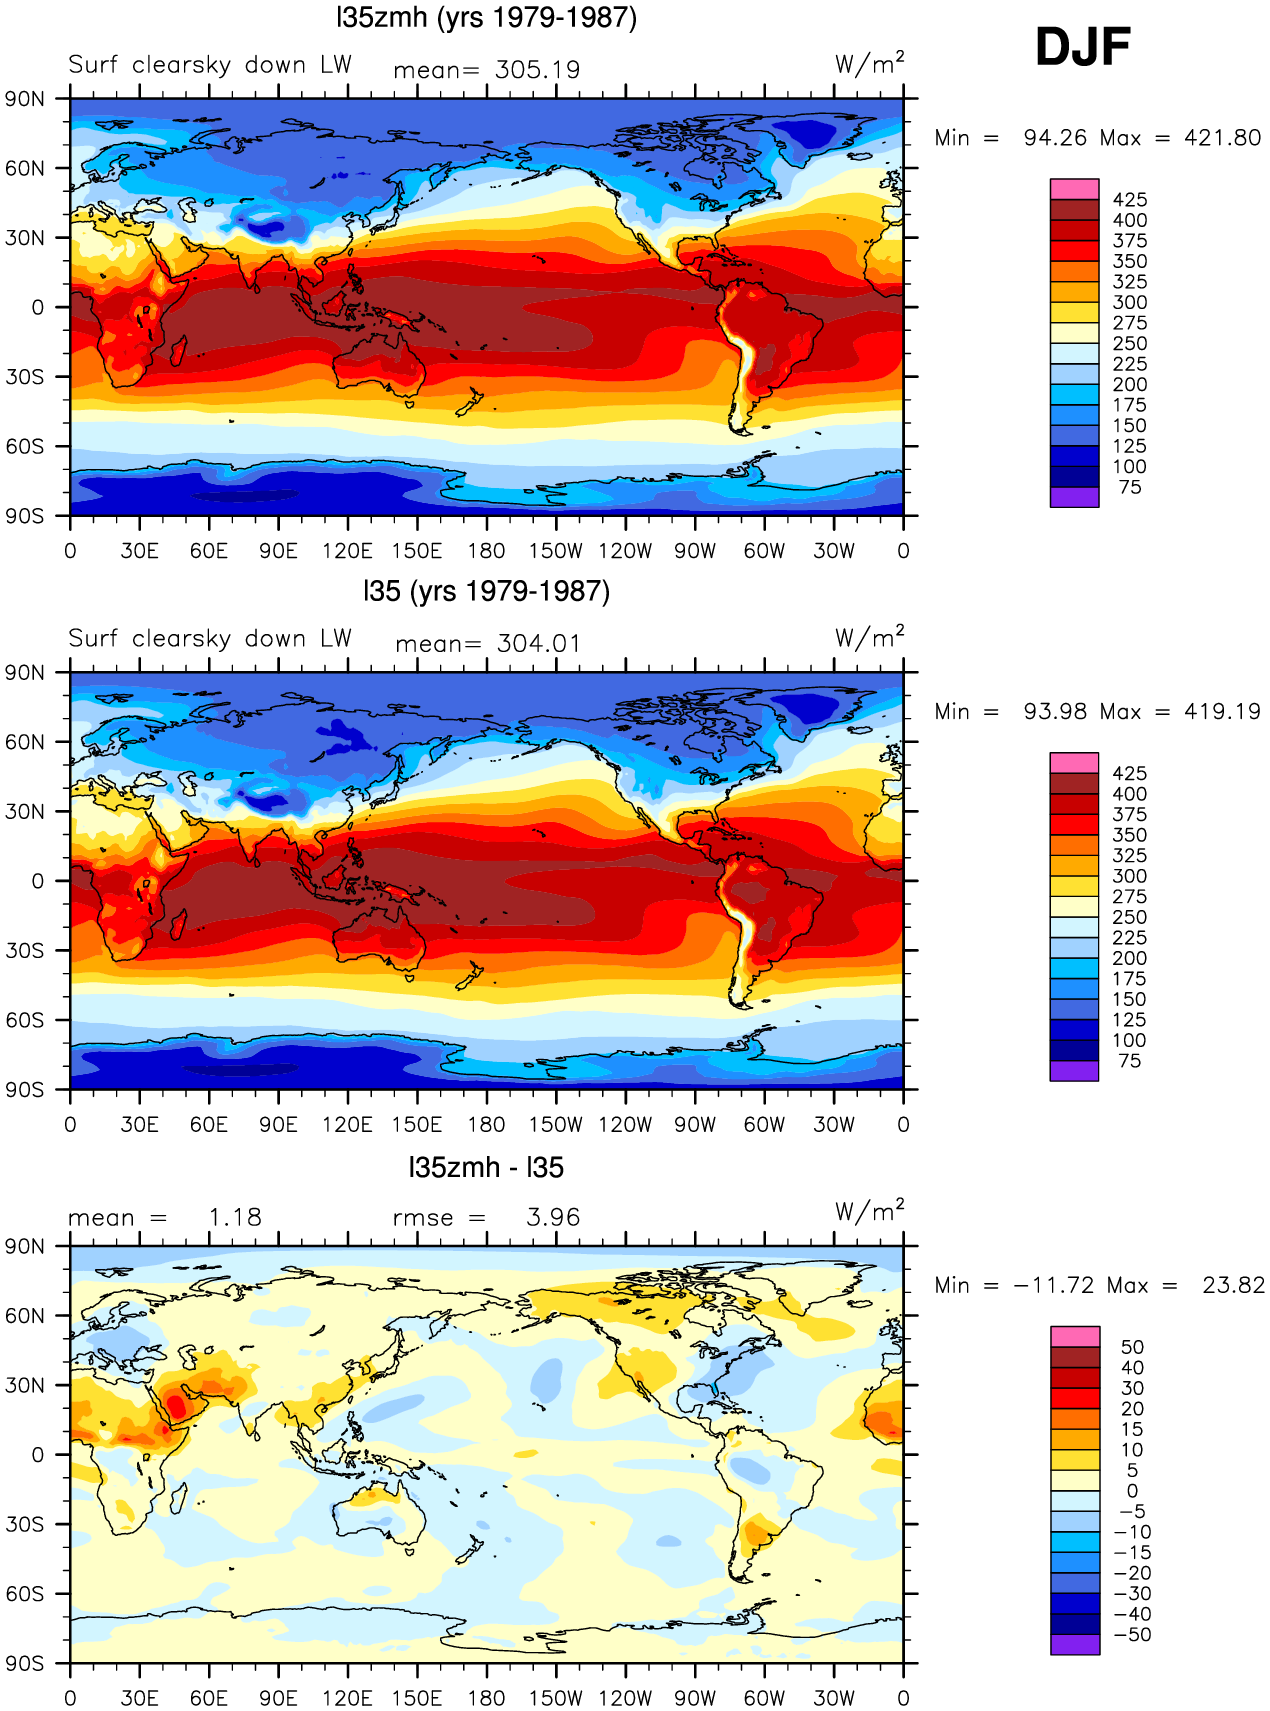 l35zmh (yrs 1979-1987)
DJF
Surf clearsky down LW mean= 305.19 W/m²
Min = 94.26 Max = 421.80
90N
60N
30N
0
30S
60S
90S
0 30E 60E 90E 120E 150E 180 150W 120W 90W 60W 30W 0
425
400
375
350
325
300
275
250
225
200
175
150
125
100
75
l35 (yrs 1979-1987)
Surf clearsky down LW mean= 304.01 W/m²
Min = 93.98 Max = 419.19
90N
60N
30N
0
30S
60S
90S
0 30E 60E 90E 120E 150E 180 150W 120W 90W 60W 30W 0
425
400
375
350
325
300
275
250
225
200
175
150
125
100
75
l35zmh - l35
mean = 1.18 rmse = 3.96 W/m²
Min = −11.72 Max = 23.82
90N
60N
30N
0
30S
60S
90S
0 30E 60E 90E 120E 150E 180 150W 120W 90W 60W 30W 0
50
40
30
20
15
10
5
0
−5
−10
−15
−20
−30
−40
−50